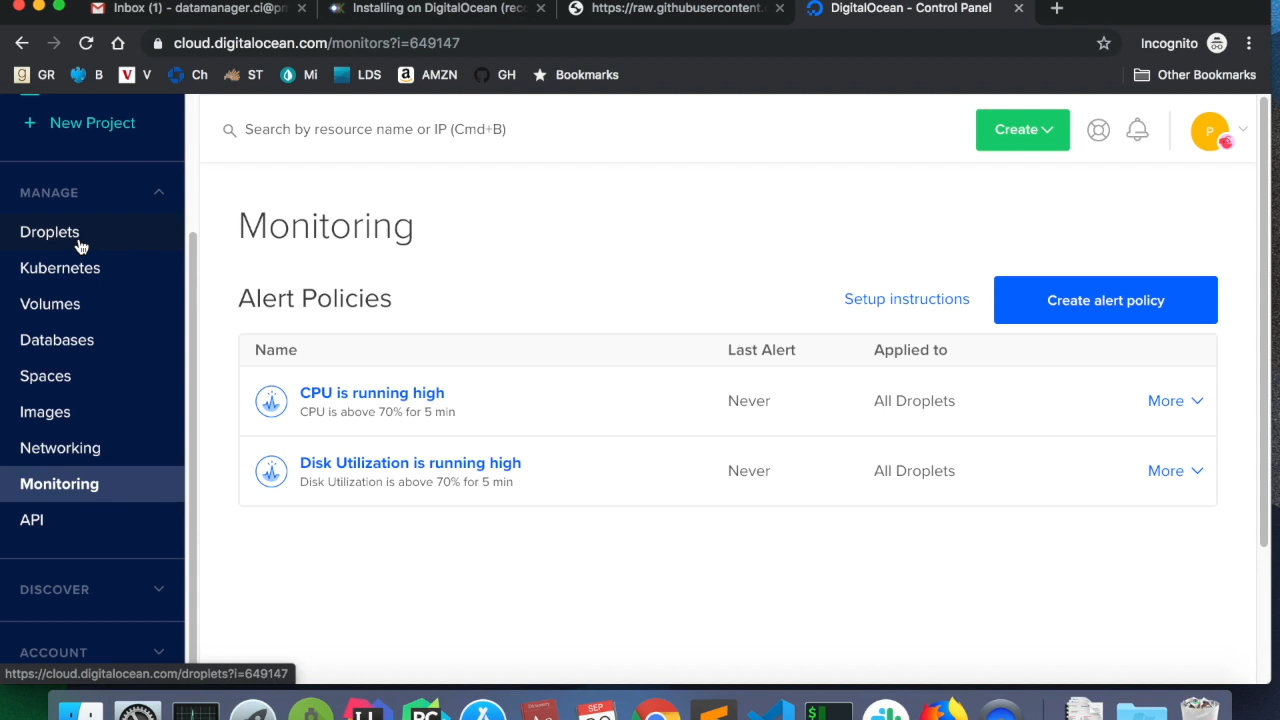 Inbox (1) - datamanager.ci@pm
Installing on DigitalOcean (reco
https://raw.githubusercontent.
DigitalOcean - Control Panel
cloud.digitalocean.com/monitors?i=649147
Incognito
GR
B
V
Ch
ST
Mi
LDS
AMZN
GH
Bookmarks
Other Bookmarks
+ New Project
Search by resource name or IP (Cmd+B)
Create
P
MANAGE
Droplets
Kubernetes
Volumes
Databases
Spaces
Images
Networking
Monitoring
API
DISCOVER
ACCOUNT
Monitoring
Alert Policies
Setup instructions
Create alert policy
Name
Last Alert
Applied to
CPU is running high
CPU is above 70% for 5 min
Never
All Droplets
More
Disk Utilization is running high
Disk Utilization is above 70% for 5 min
Never
All Droplets
More
https://cloud.digitalocean.com/droplets?i=649147
SEP